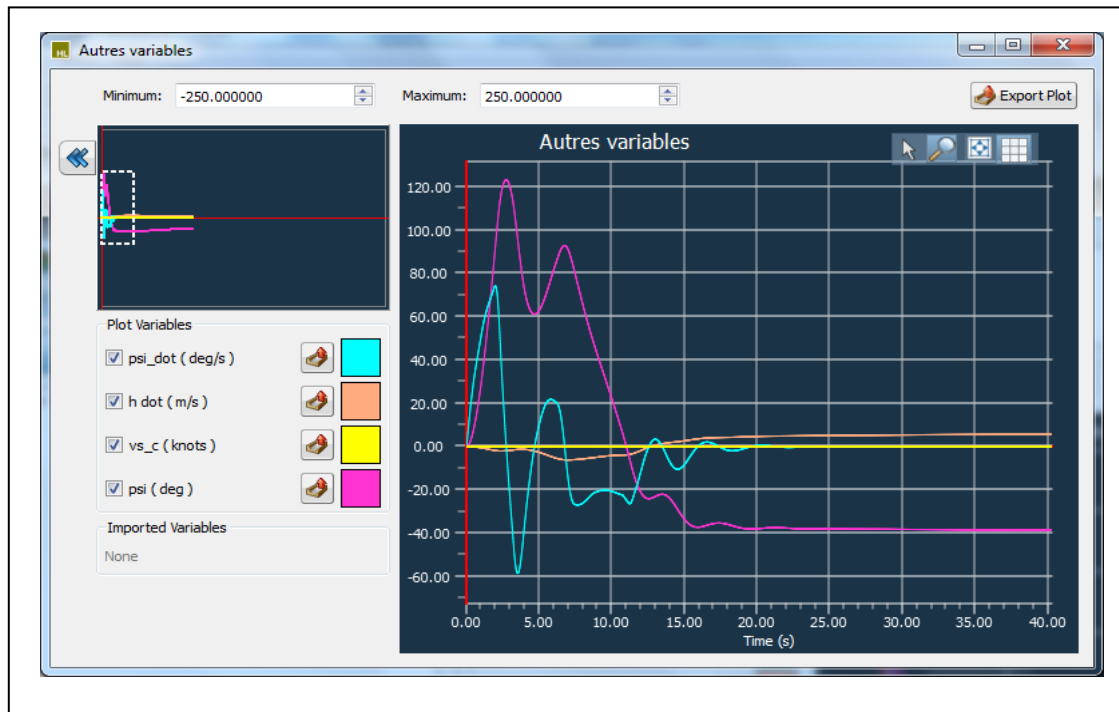 HL Autres variables
Minimum: -250.000000 Maximum: 250.000000 Export Plot
Autres variables
120.00
100.00
80.00
60.00
40.00
20.00
0.00
-20.00
-40.00
-60.00
0.00 5.00 10.00 15.00 20.00 25.00 30.00 35.00 40.00
Time (s)
Plot Variables
psi_dot ( deg/s )
h dot ( m/s )
vs_c ( knots )
psi ( deg )
Imported Variables
None